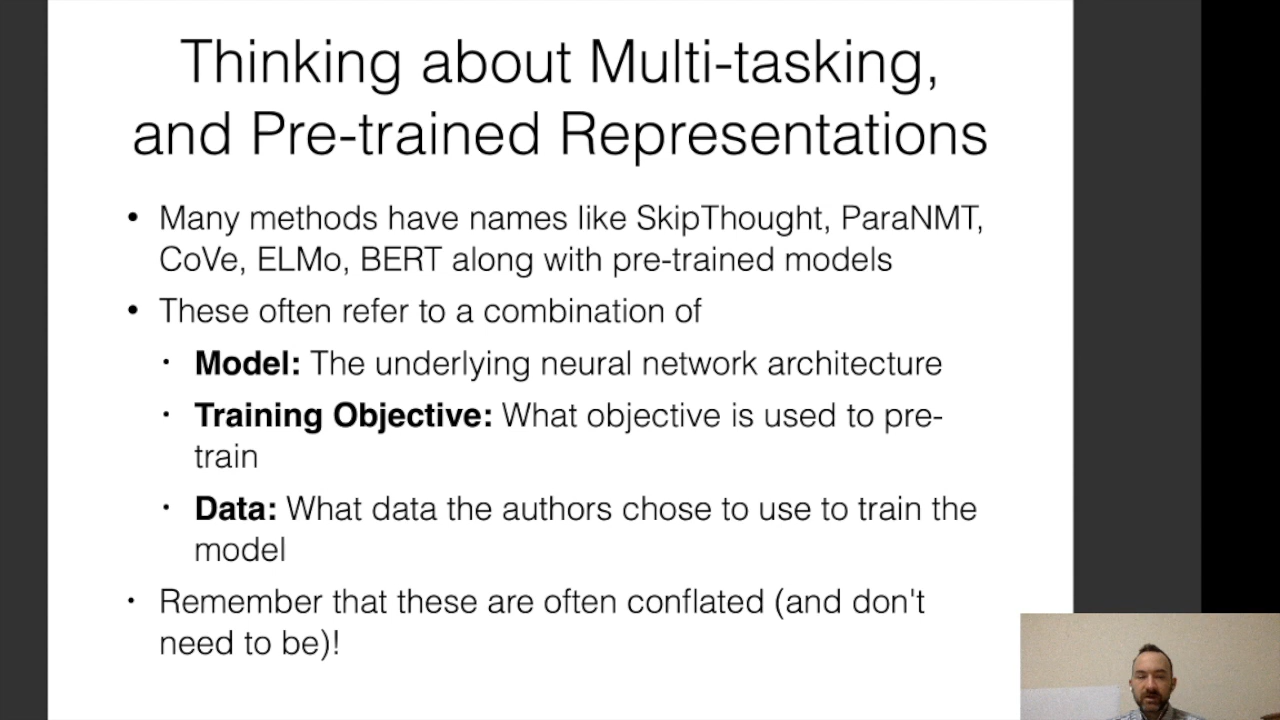 Thinking about Multi-tasking,
and Pre-trained Representations
• Many methods have names like SkipThought, ParaNMT,
CoVe, ELMo, BERT along with pre-trained models
• These often refer to a combination of
• Model: The underlying neural network architecture
• Training Objective: What objective is used to pre-
train
• Data: What data the authors chose to use to train the
model
• Remember that these are often conflated (and don't
need to be)!